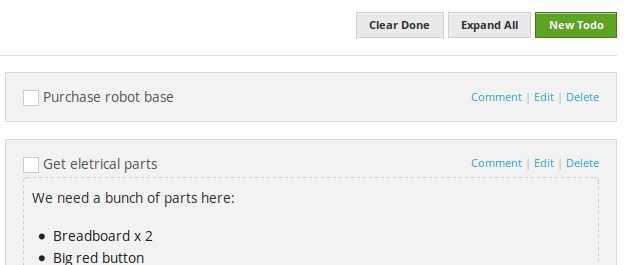 Clear Done Expand All New Todo
Purchase robot base Comment | Edit | Delete
Get eletrical parts Comment | Edit | Delete
We need a bunch of parts here:
• Breadboard x 2
• Big red button